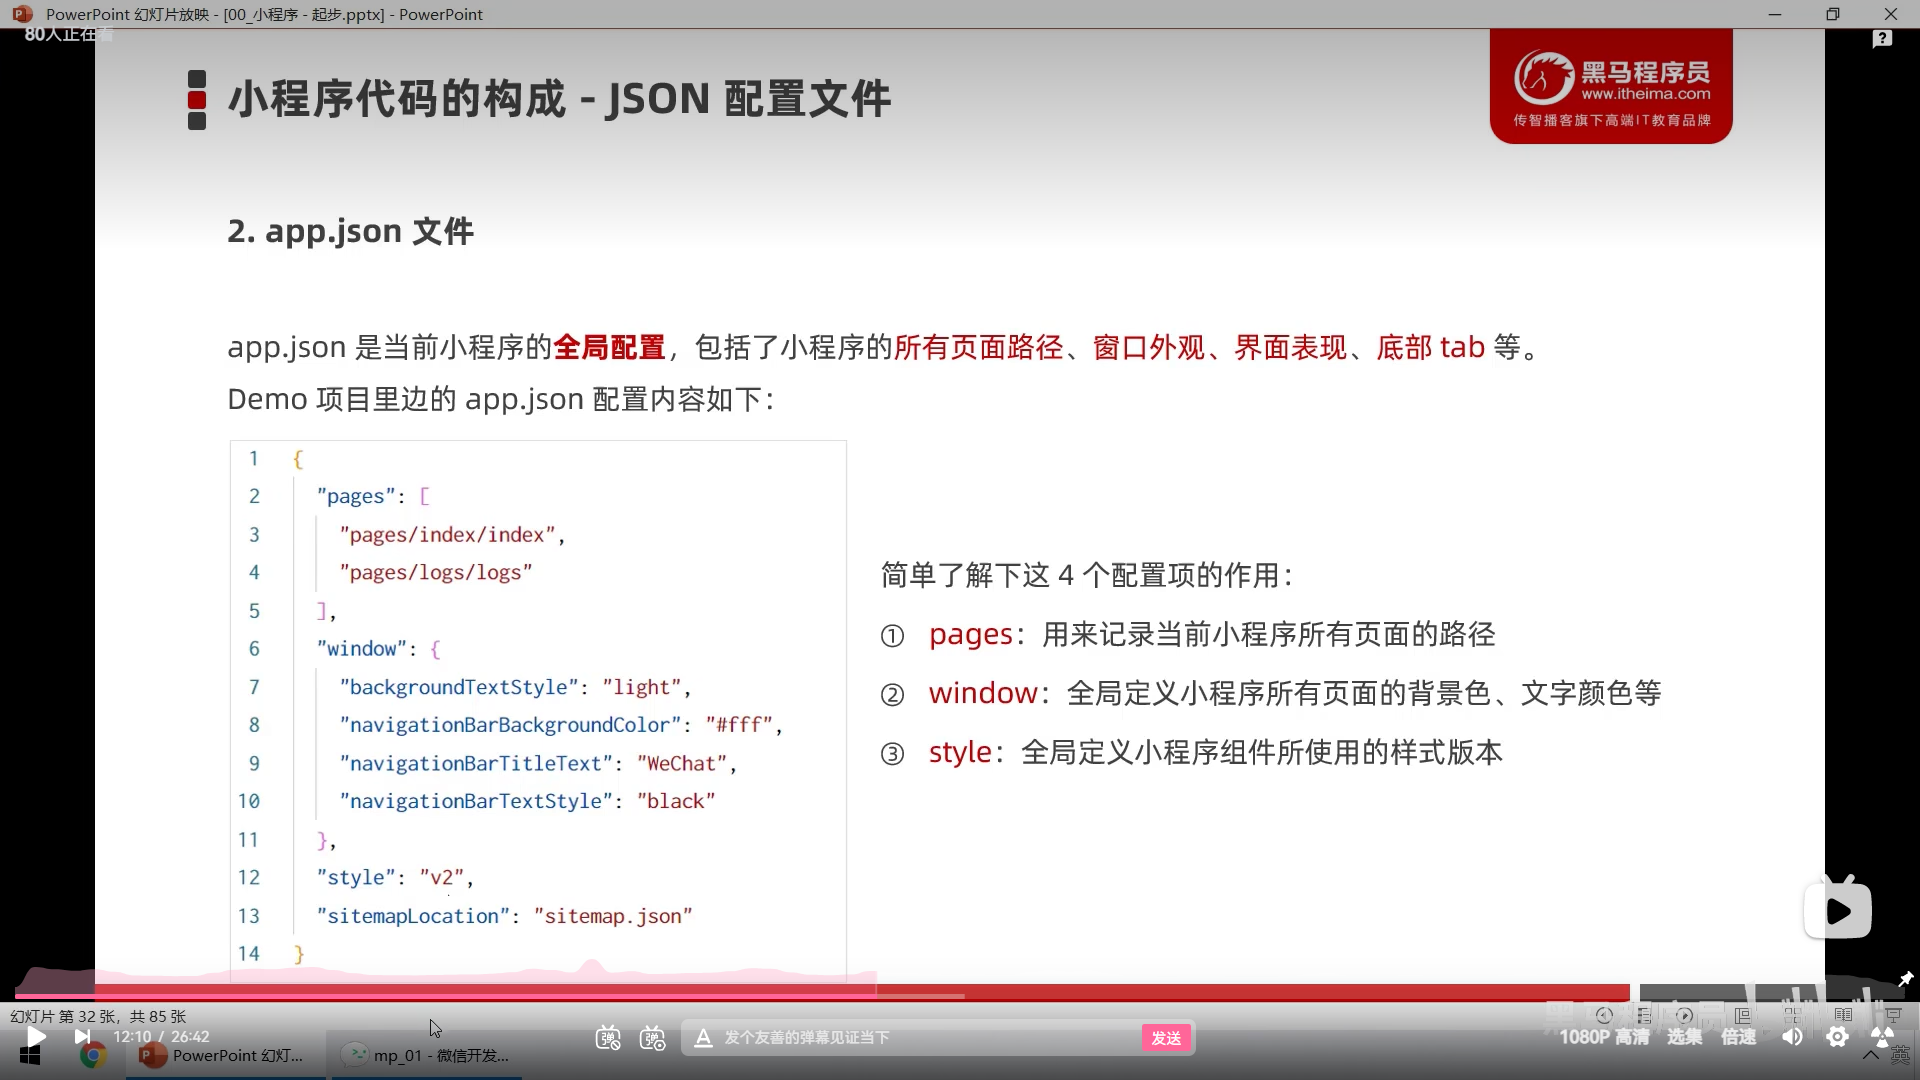 PowerPoint 幻灯片放映 - [00_小程序 - 起步.pptx] - PowerPoint
80人正在看
小程序代码的构成 - JSON 配置文件
黑马程序员
www.itheima.com
传智播客旗下高端IT教育品牌
2. app.json 文件
app.json 是当前小程序的全局配置，包括了小程序的所有页面路径、窗口外观、界面表现、底部 tab 等。
Demo 项目里边的 app.json 配置内容如下：
1 {
2 "pages": [
3 "pages/index/index",
4 "pages/logs/logs"
5 ],
6 "window": {
7 "backgroundTextStyle": "light",
8 "navigationBarBackgroundColor": "#fff",
9 "navigationBarTitleText": "WeChat",
10 "navigationBarTextStyle": "black"
11 },
12 "style": "v2",
13 "sitemapLocation": "sitemap.json"
14 }
简单了解下这 4 个配置项的作用：
① pages：用来记录当前小程序所有页面的路径
② window：全局定义小程序所有页面的背景色、文字颜色等
③ style：全局定义小程序组件所使用的样式版本
幻灯片 第 32 张，共 85 张
12:10 / 26:42
弹
弹
A 发个友善的弹幕见证当下
发送
1080P 高清
选集
倍速
PowerPoint 幻灯...
mp_01 - 微信开发...
英